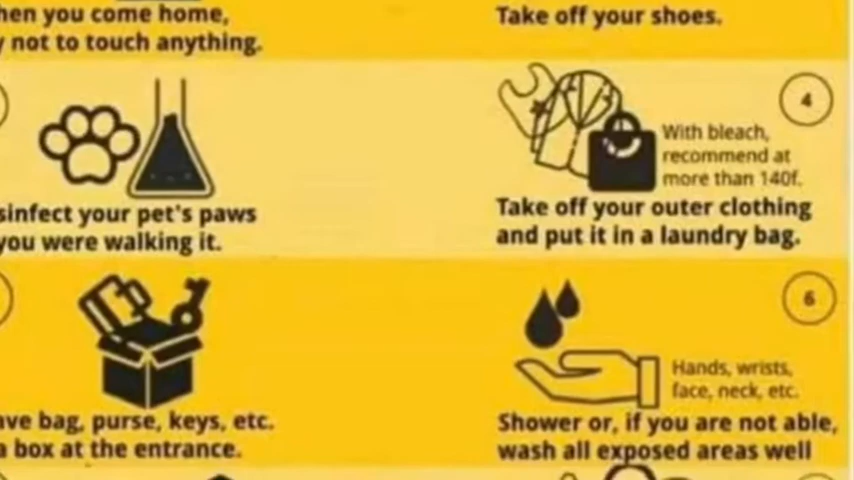 hen you come home,
y not to touch anything.
Take off your shoes.
sinfect your pet's paws
you were walking it.
4
With bleach,
recommend at
more than 140f.
Take off your outer clothing
and put it in a laundry bag.
ave bag, purse, keys, etc.
a box at the entrance.
6
Hands, wrists,
face, neck, etc.
Shower or, if you are not able,
wash all exposed areas well